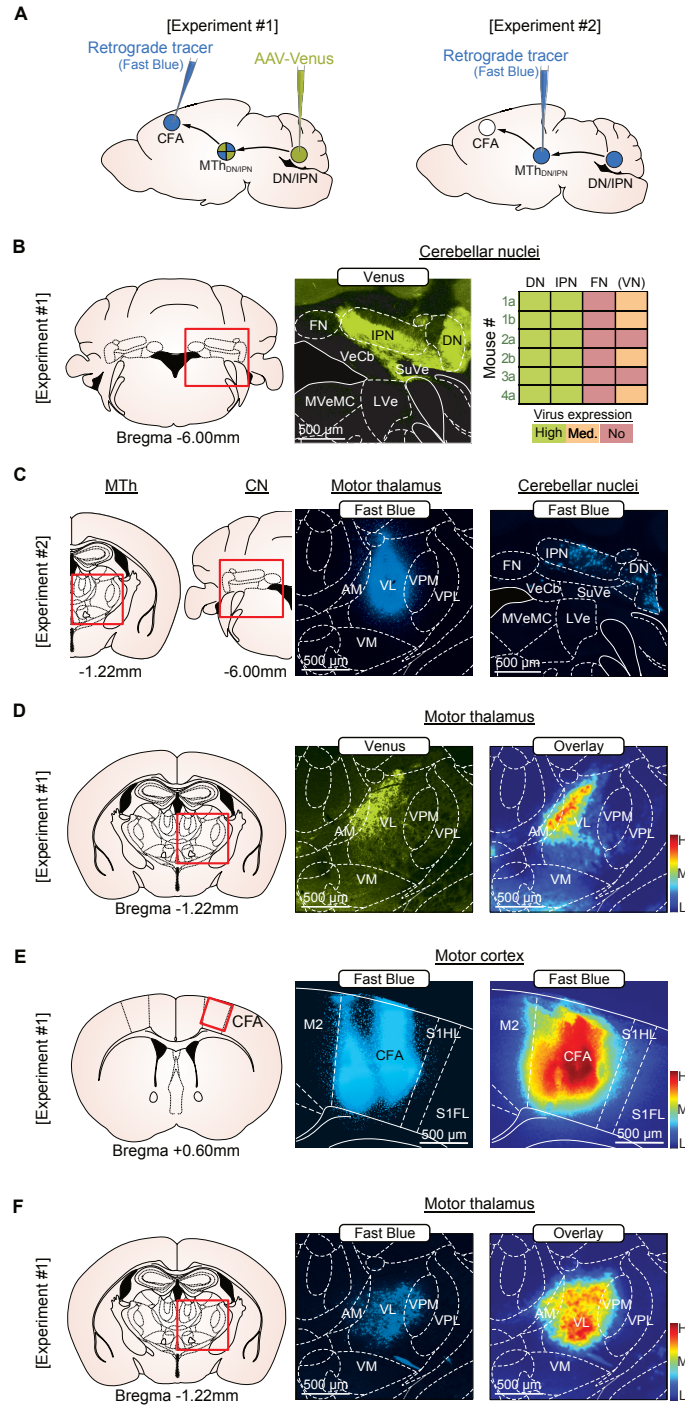 A
[Experiment #1]
[Experiment #2]
Retrograde tracer
(Fast Blue)
AAV-Venus
Retrograde tracer
(Fast Blue)
CFA
MThDN/IPN
DN/IPN
CFA
MThDN/IPN
DN/IPN
B
Cerebellar nuclei
[Experiment #1]
Bregma -6.00mm
Venus
FN
IPN
DN
VeCb
SuVe
MVeMC
LVe
500 µm
DN IPN FN (VN)
Mouse #
1a
1b
2a
2b
3a
4a
Virus expression
High Med. No
C
MTh
CN
Motor thalamus
Cerebellar nuclei
[Experiment #2]
-1.22mm
-6.00mm
Fast Blue
AM
VL
VPM
VPL
VM
500 µm
Fast Blue
IPN
FN
DN
VeCb
SuVe
MVeMC
LVe
500 µm
D
Motor thalamus
[Experiment #1]
Bregma -1.22mm
Venus
AM
VL
VPM
VPL
VM
500 µm
Overlay
AM
VL
VPM
VPL
VM
500 µm
L
E
Motor cortex
[Experiment #1]
CFA
Bregma +0.60mm
Fast Blue
M2
CFA
S1HL
S1FL
500 µm
Fast Blue
M2
CFA
S1HL
S1FL
500 µm
L
F
Motor thalamus
[Experiment #1]
Bregma -1.22mm
Fast Blue
AM
VL
VPM
VPL
VM
500 µm
Overlay
AM
VL
VPM
VPL
VM
500 µm
L